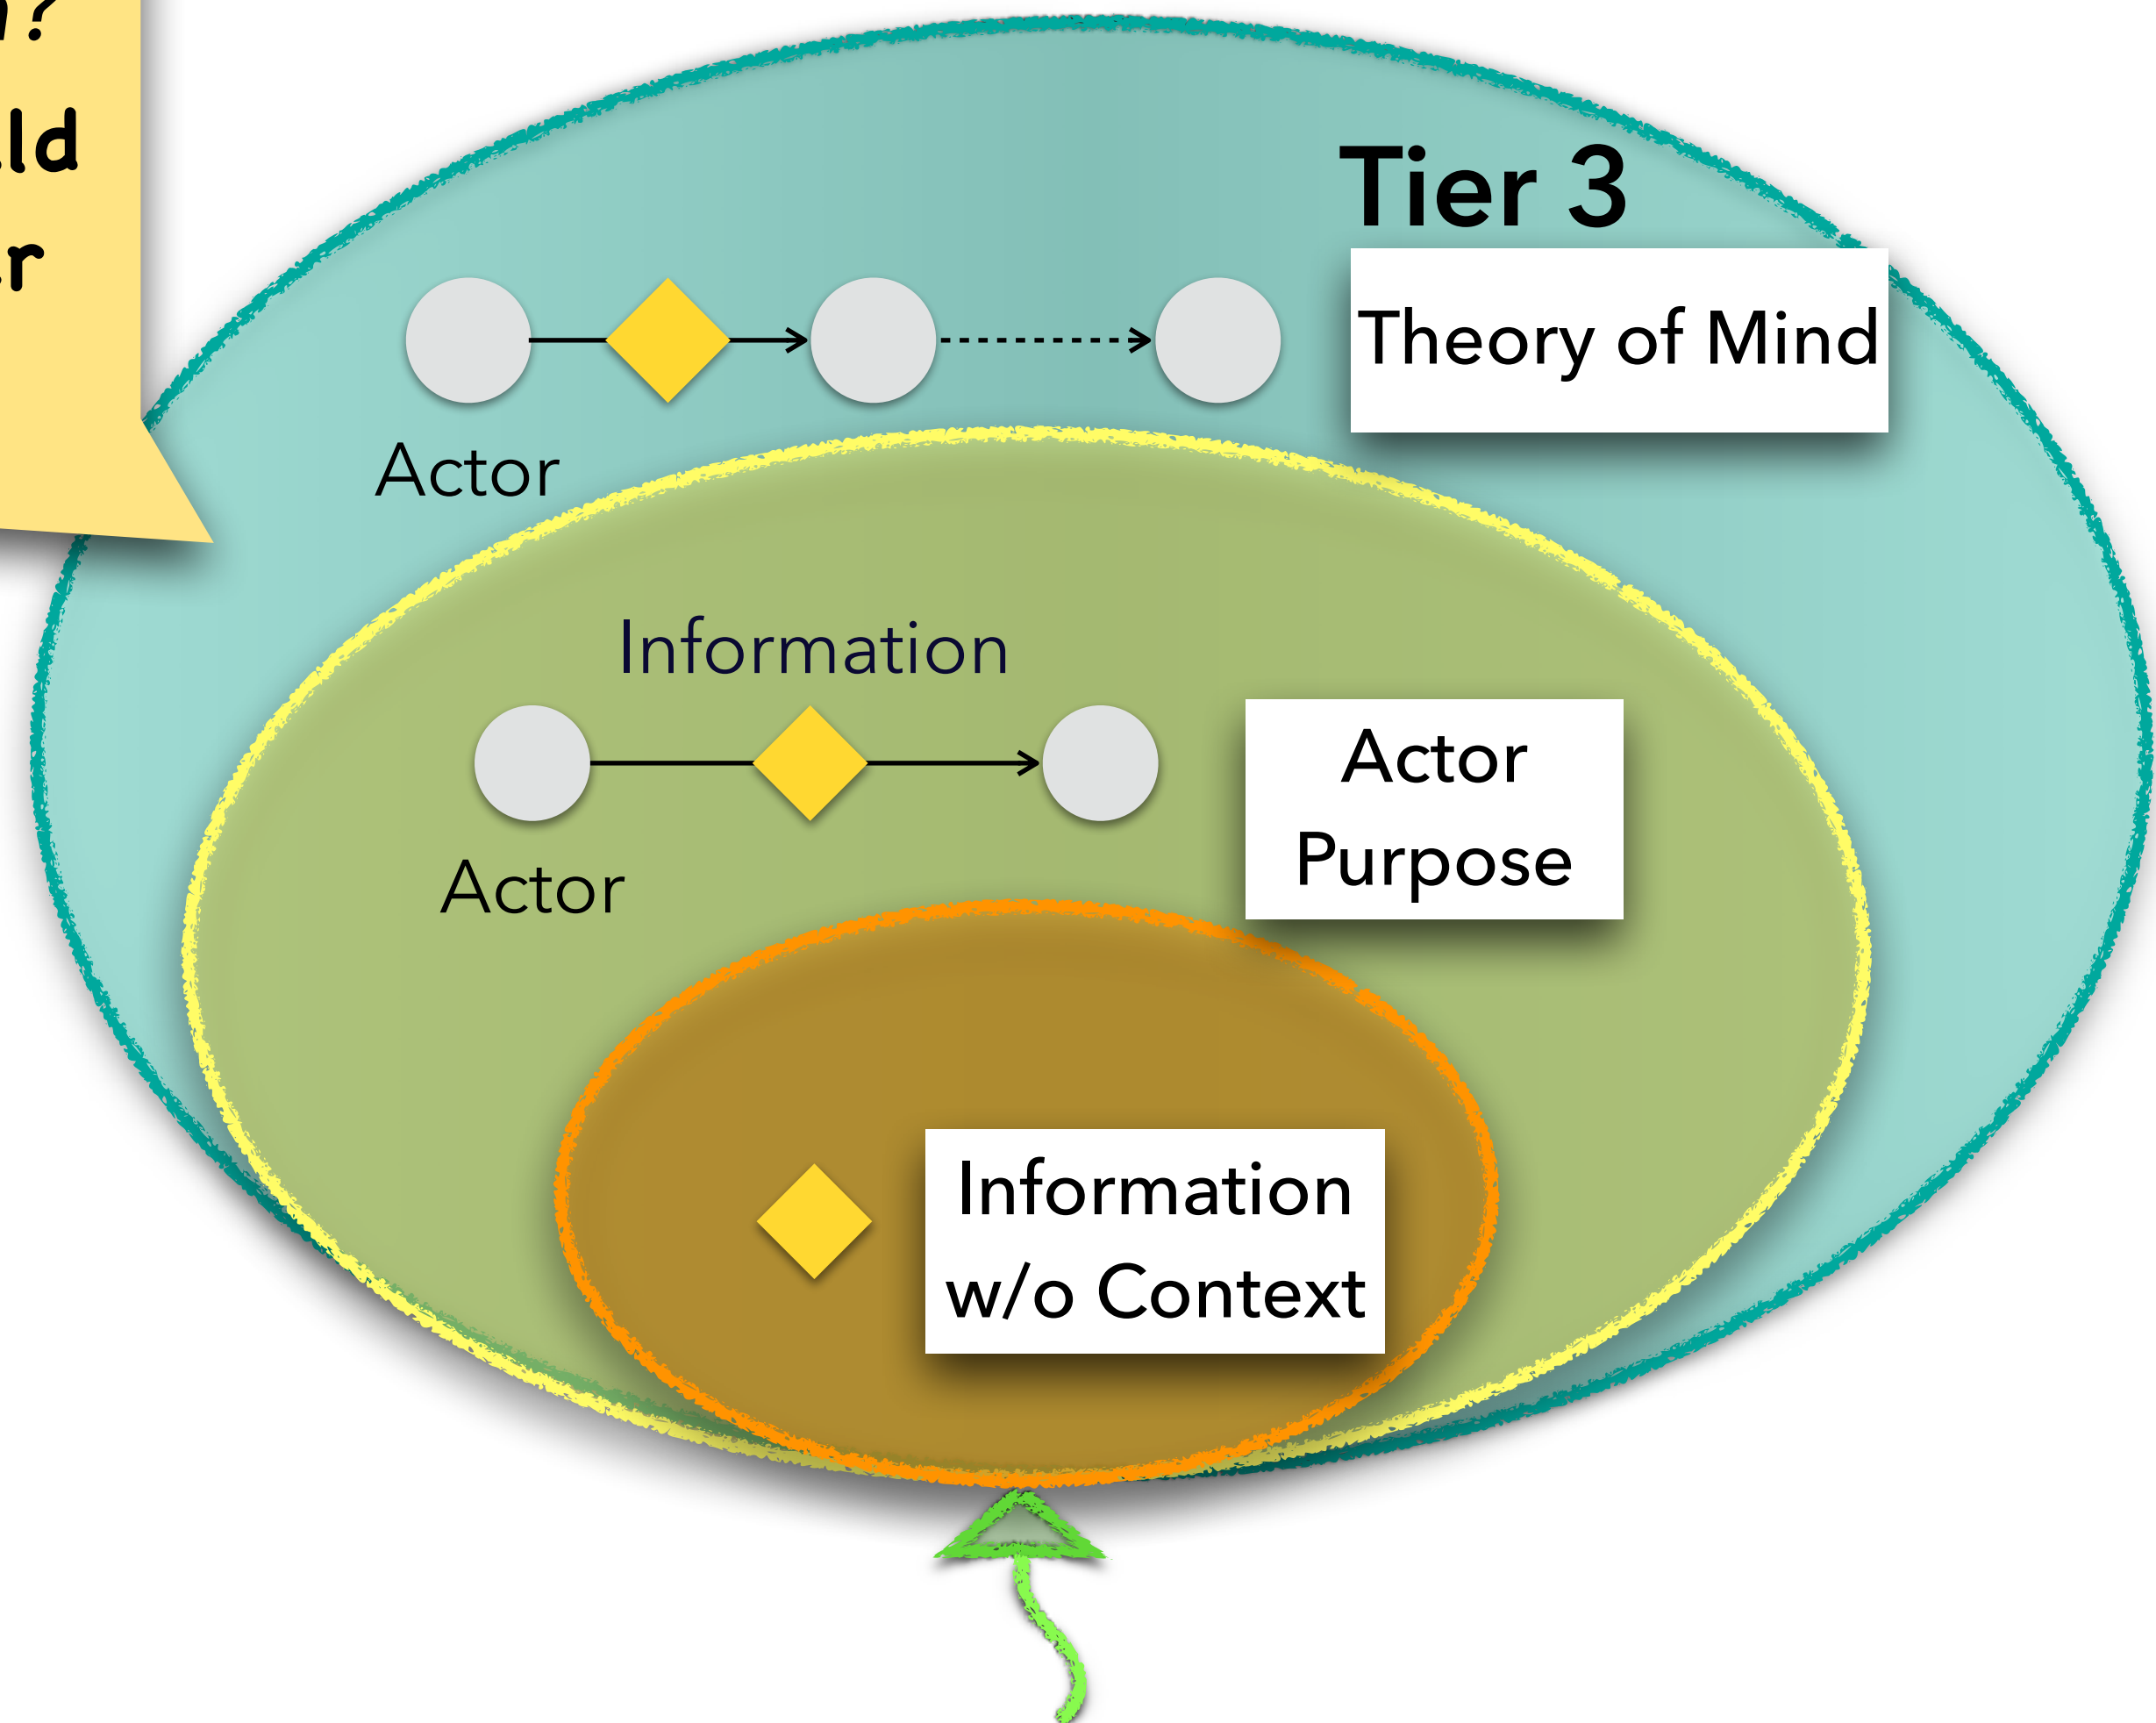 Tier 3
Theory of Mind
Actor
Information
Actor
Purpose
Actor
Information
w/o Context